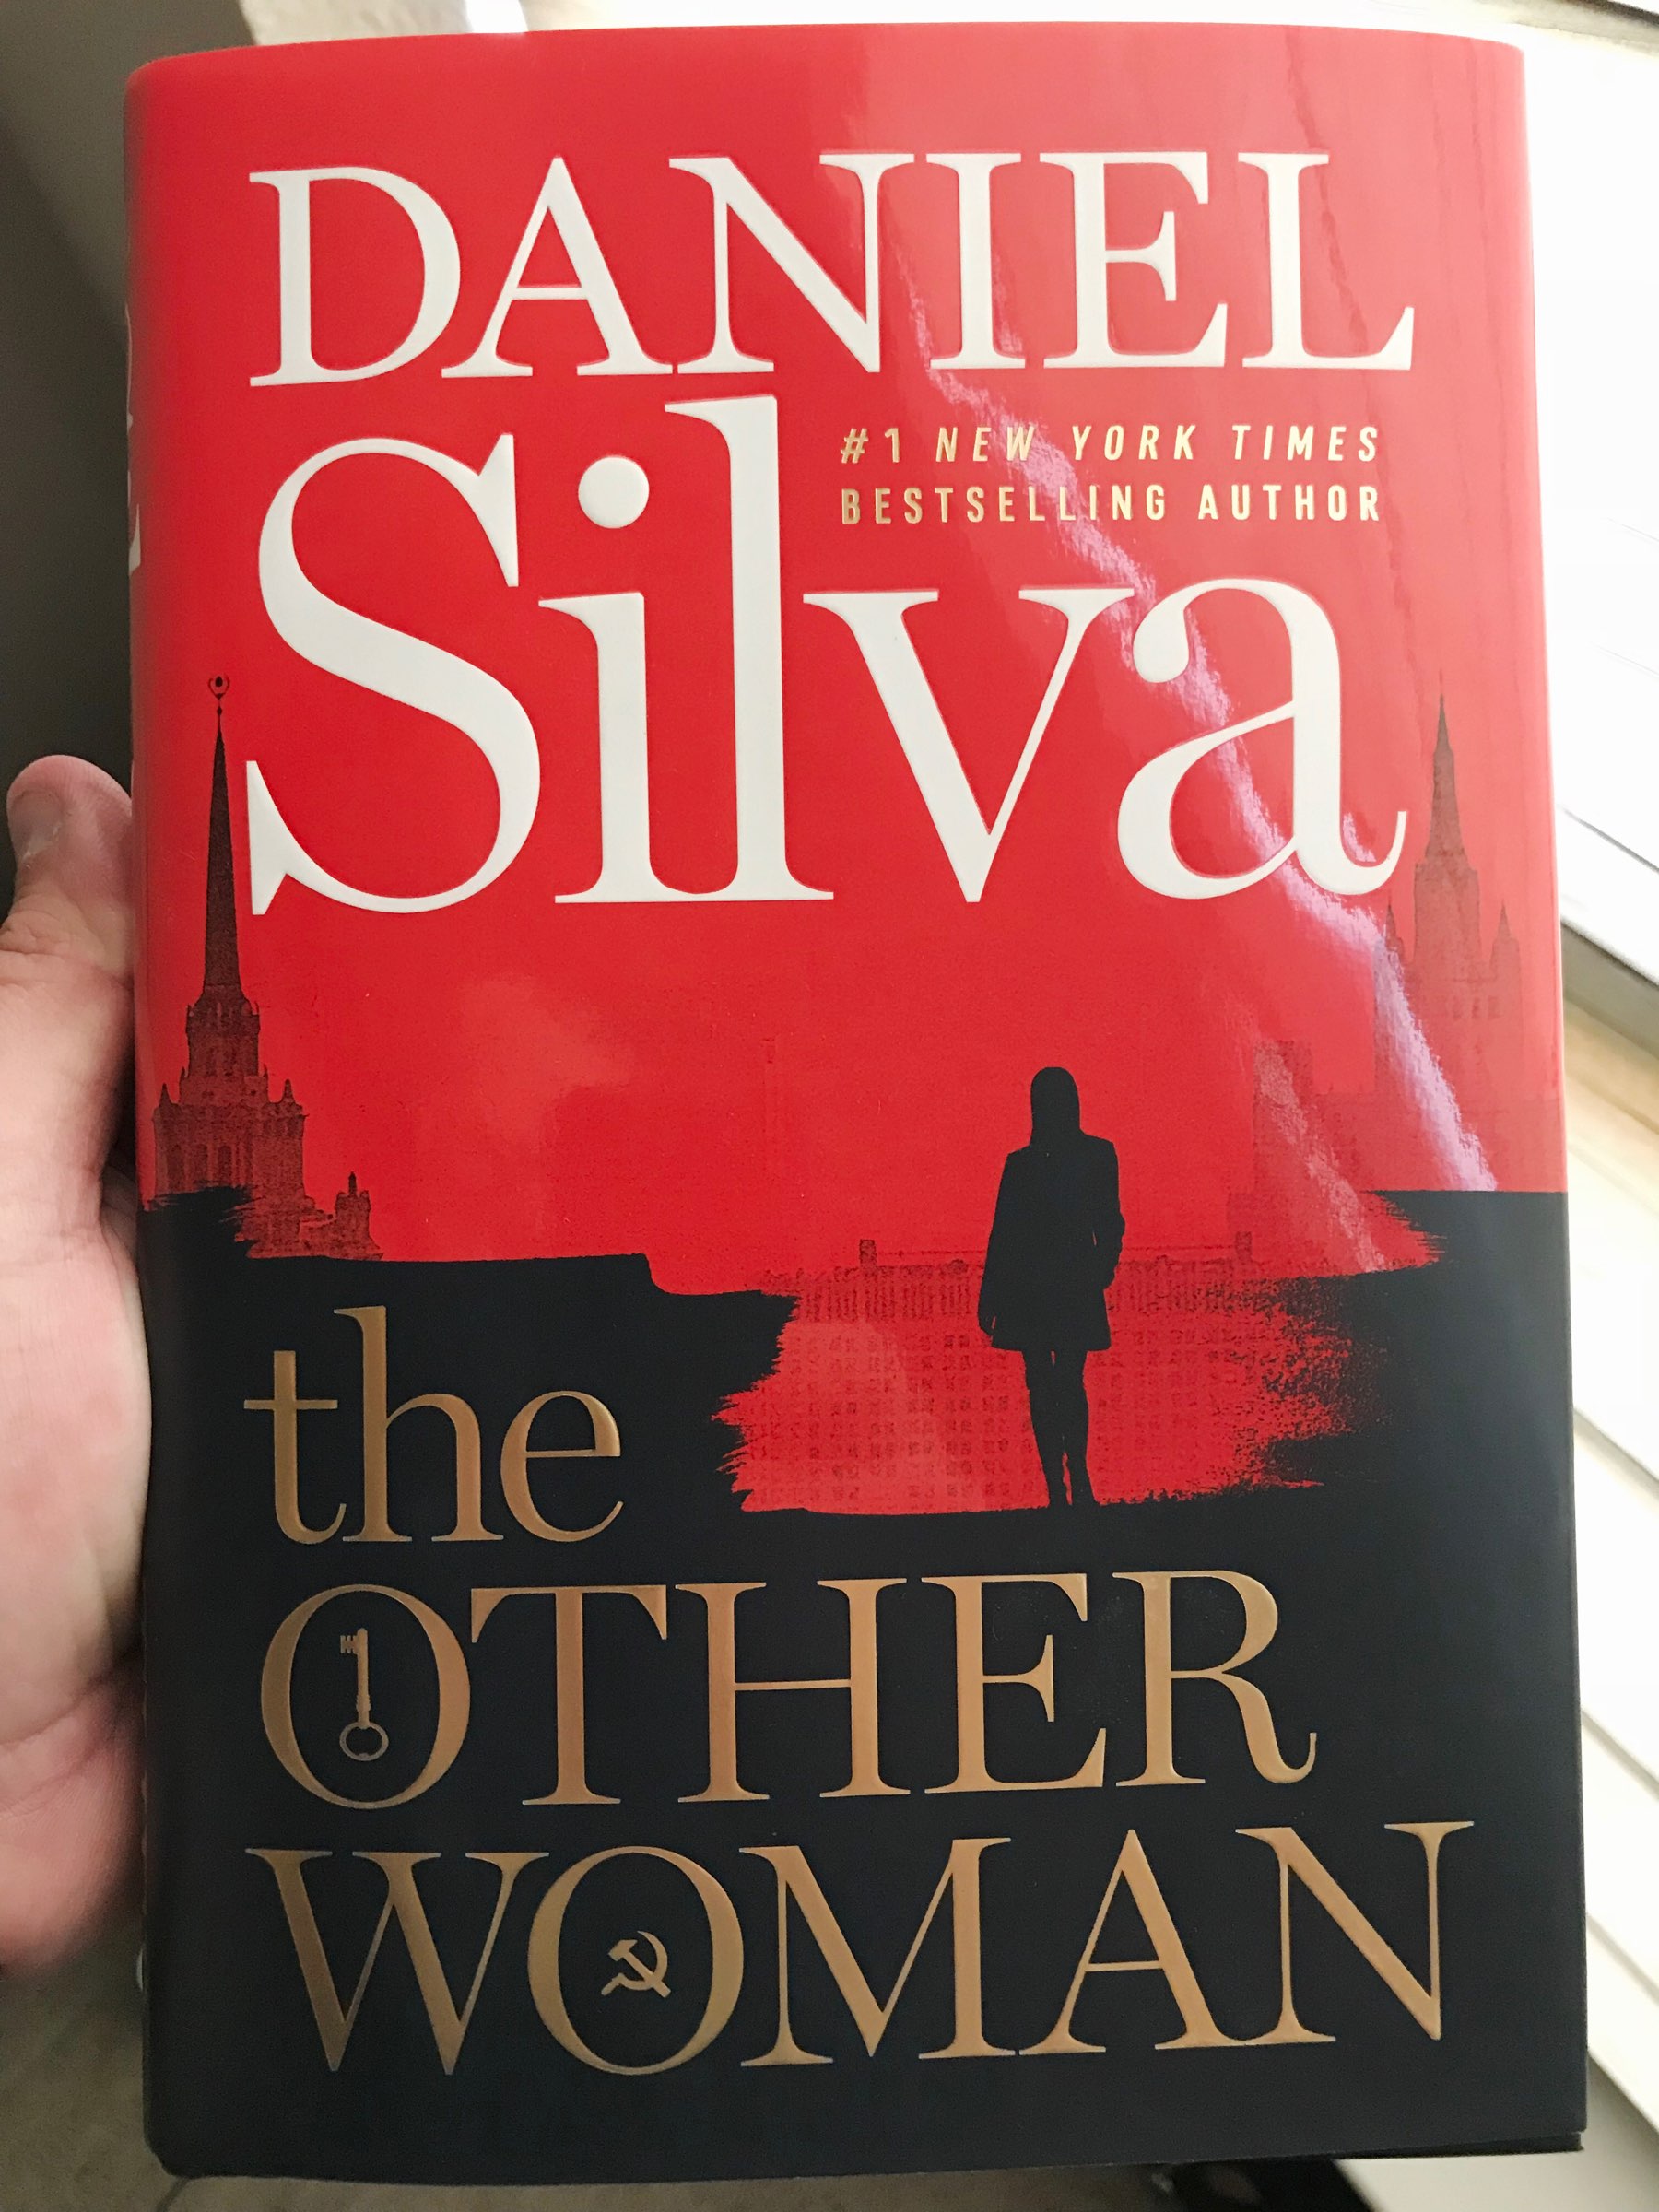 DANIEL
Silva
#1 NEW YORK TIMES
BESTSELLING AUTHOR
the
OTHER
WOMAN